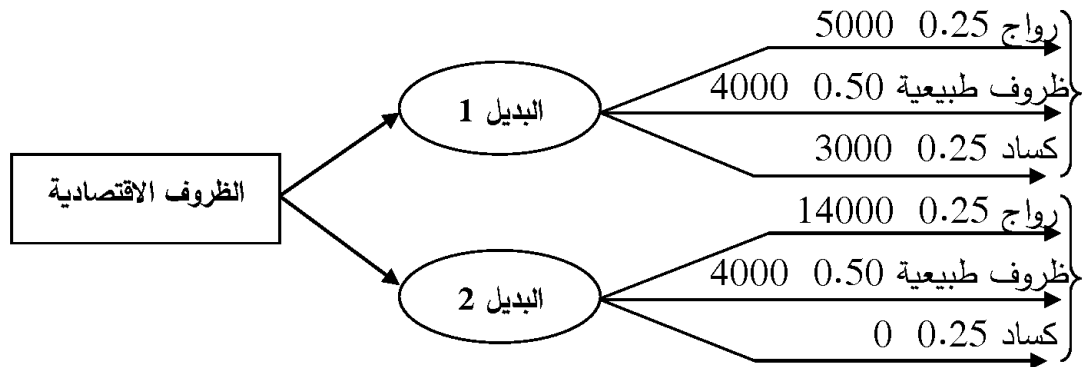 رواج 0.25 5000
ظروف طبيعية 0.50 4000
كساد 0.25 3000
البديل 1
الظروف الاقتصادية
رواج 0.25 14000
ظروف طبيعية 0.50 4000
كساد 0.25 0
البديل 2